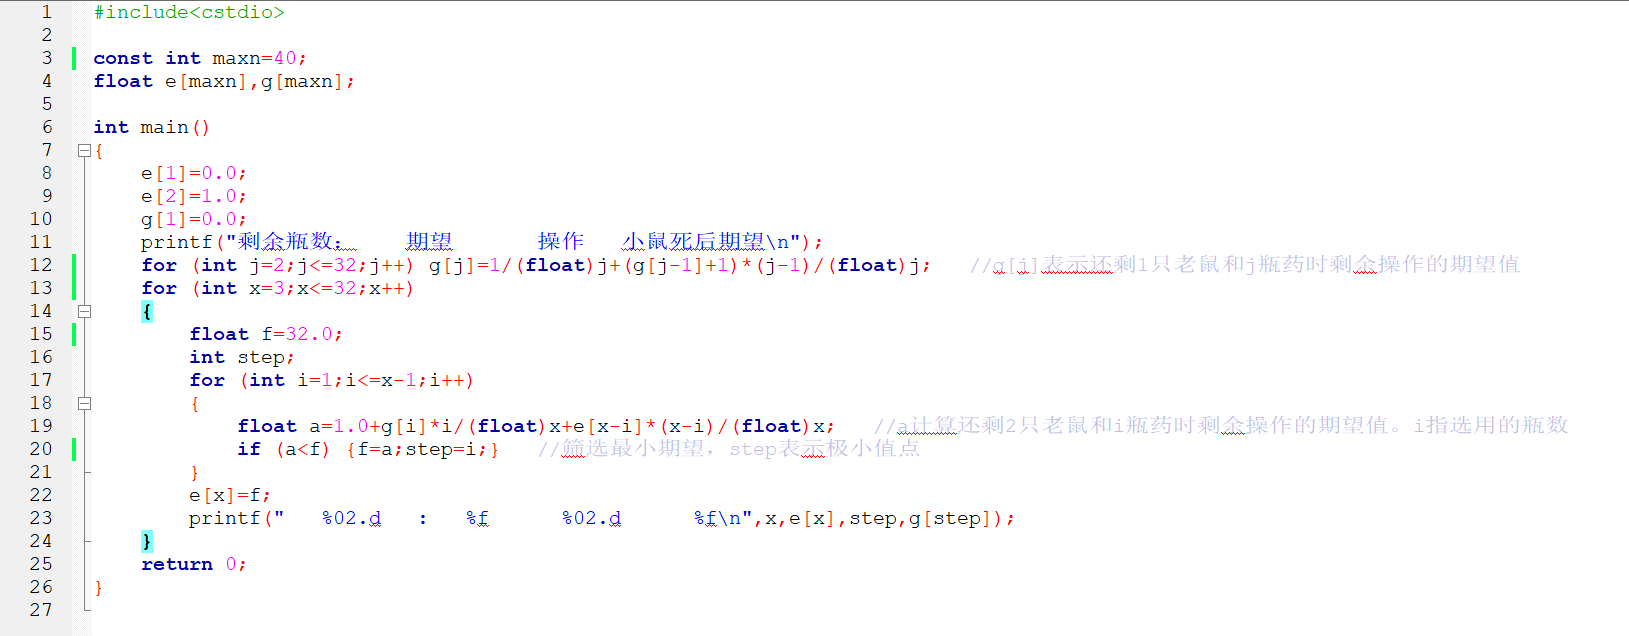 1 #include<cstdio>
2
3 const int maxn=40;
4 float e[maxn],g[maxn];
5
6 int main()
7 {
8 e[1]=0.0;
9 e[2]=1.0;
10 g[1]=0.0;
11 printf("剩余瓶数:    期望       操作   小鼠死后期望\n");
12 for (int j=2;j<=32;j++) g[j]=1/(float)j+(g[j-1]+1)*(j-1)/(float)j;   //g[j]表示还剩1只老鼠和j瓶药时剩余操作的期望值
13 for (int x=3;x<=32;x++)
14 {
15 float f=32.0;
16 int step;
17 for (int i=1;i<=x-1;i++)
18 {
19 float a=1.0+g[i]*i/(float)x+e[x-i]*(x-i)/(float)x;   //a计算还剩2只老鼠和i瓶药时剩余操作的期望值。i指选用的瓶数
20 if (a<f) {f=a;step=i;}   //筛选最小期望，step表示极小值点
21 }
22 e[x]=f;
23 printf("   %02.d   :   %f      %02.d      %f\n",x,e[x],step,g[step]);
24 }
25 return 0;
26 }
27